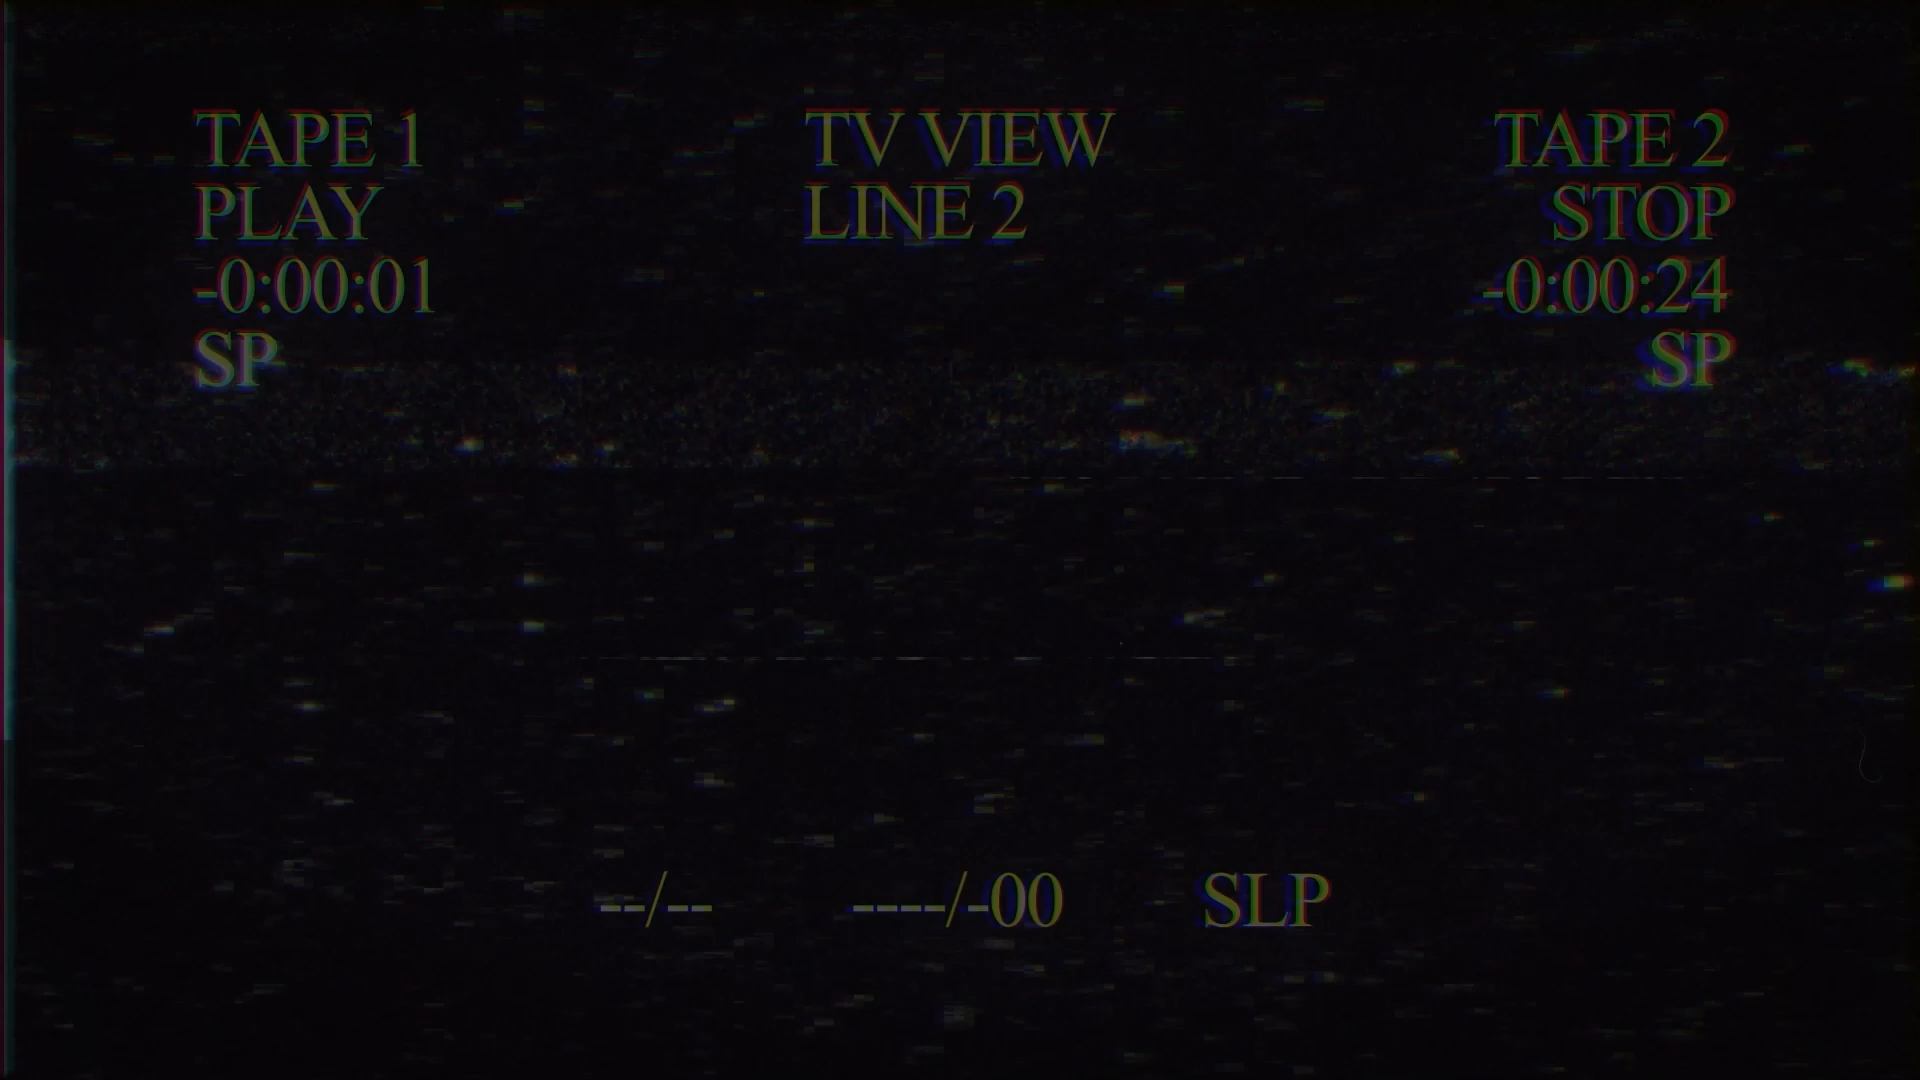 TAPE 1
PLAY
-0:00:01
SP
TV VIEW
LINE 2
TAPE 2
STOP
-0:00:24
SP
--/-- ----/-00 SLP